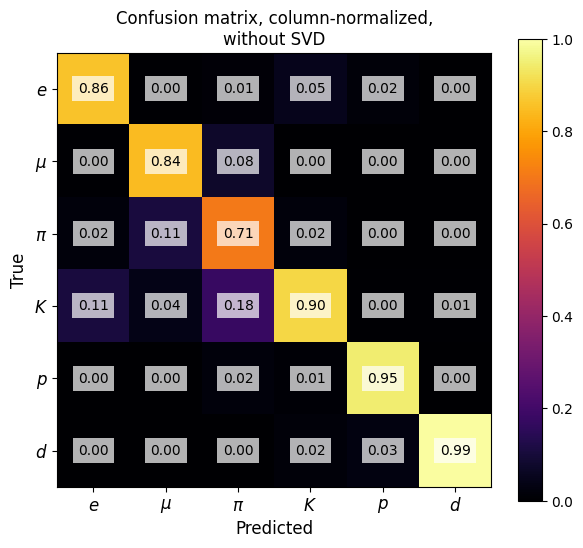 Confusion matrix, column-normalized,
without SVD
e 0.86 0.00 0.01 0.05 0.02 0.00
μ 0.00 0.84 0.08 0.00 0.00 0.00
π 0.02 0.11 0.71 0.02 0.00 0.00
K 0.11 0.04 0.18 0.90 0.00 0.01
p 0.00 0.00 0.02 0.01 0.95 0.00
d 0.00 0.00 0.00 0.02 0.03 0.99
e μ π K p d
Predicted
True
1.0
0.8
0.6
0.4
0.2
0.0